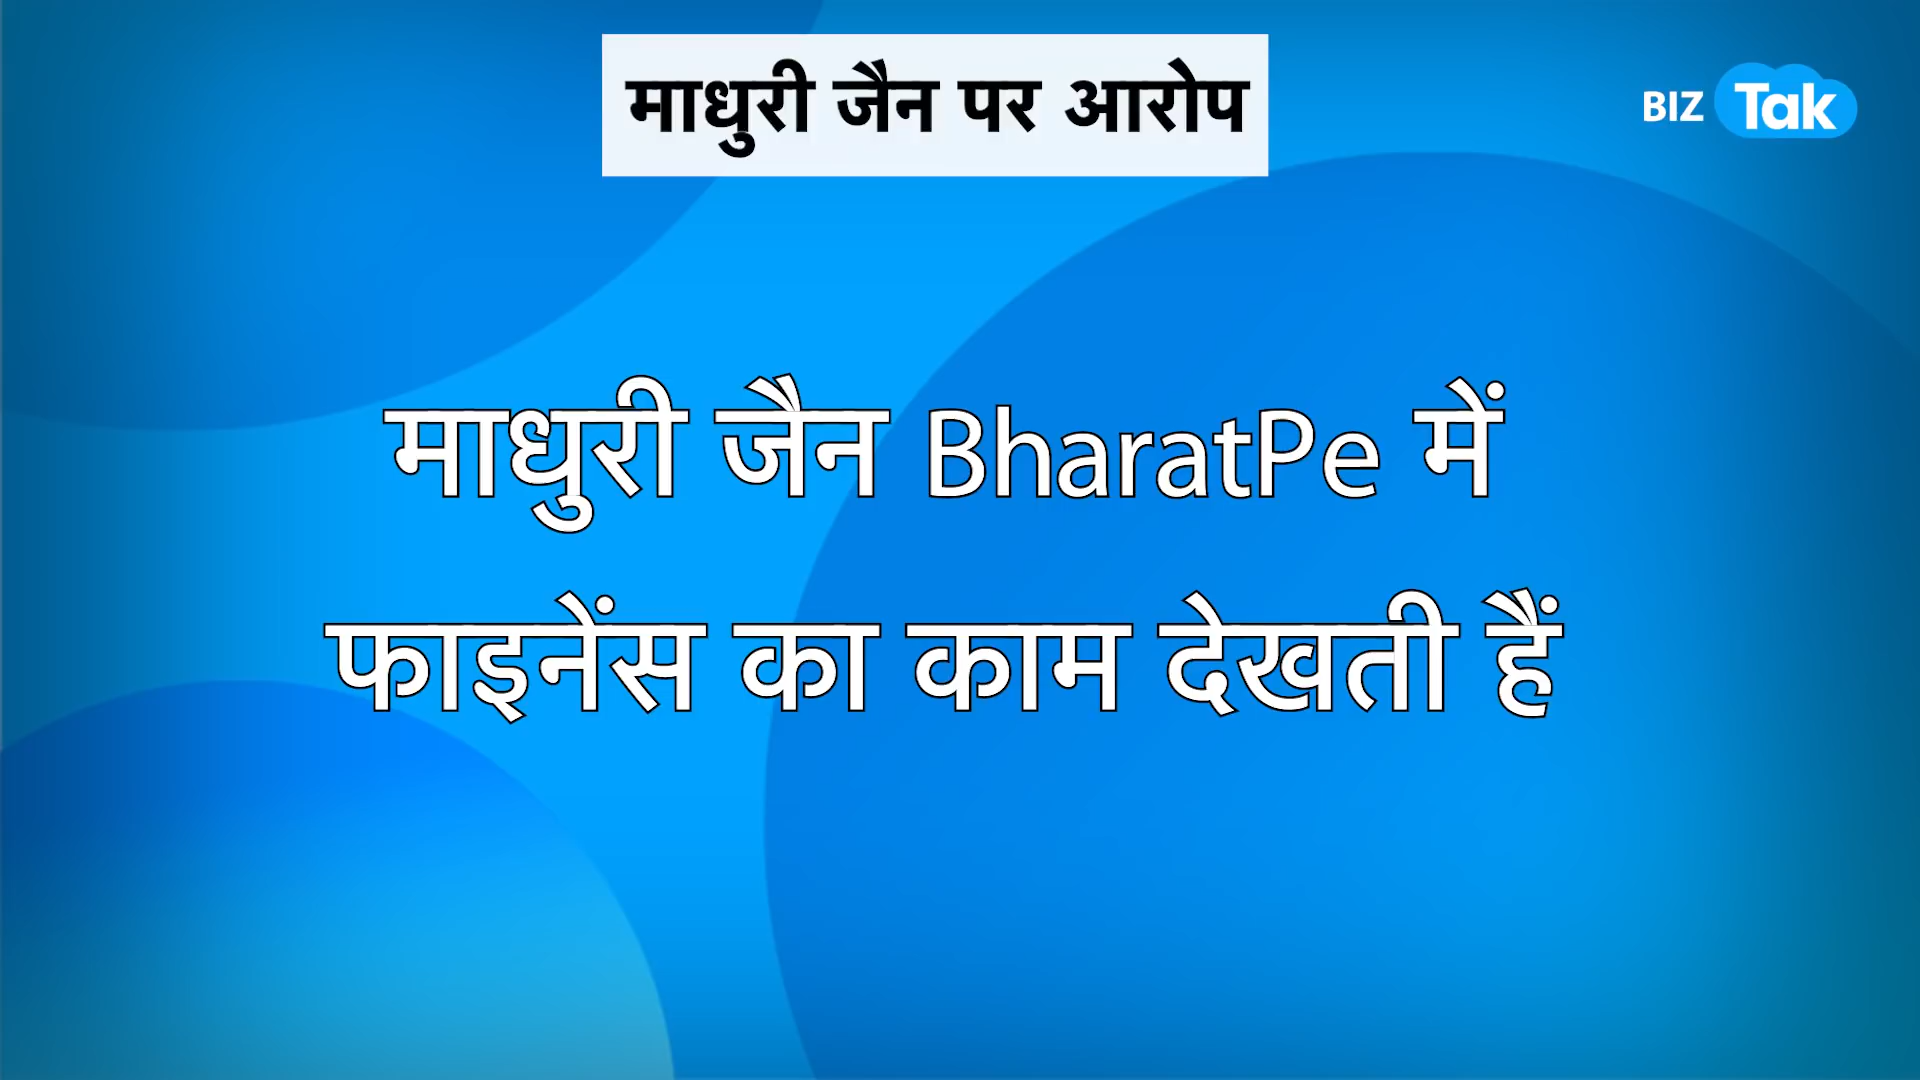 माधुरी जैन पर आरोप
BIZ Tak
माधुरी जैन BharatPe में
फाइनेंस का काम देखती हैं